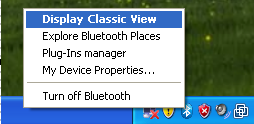 Display Classic View
Explore Bluetooth Places
Plug-Ins manager
My Device Properties...
Turn off Bluetooth